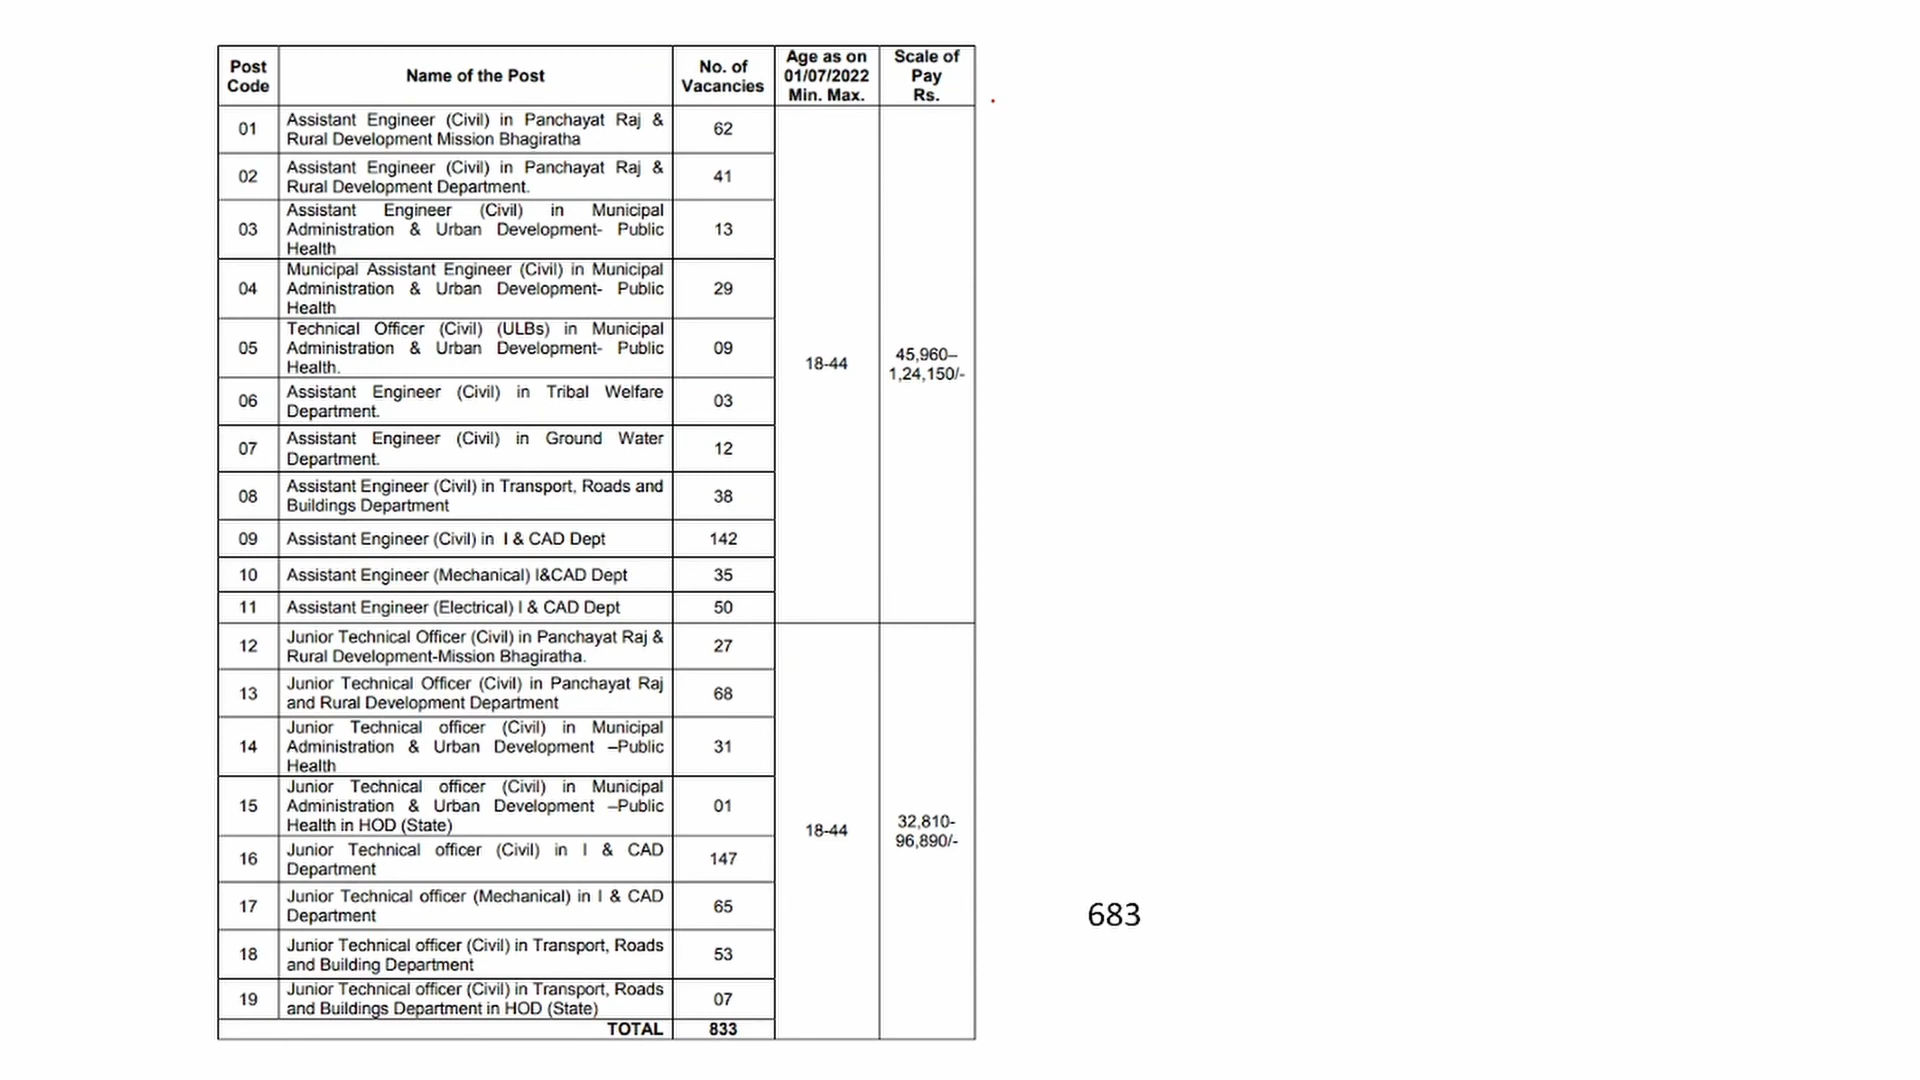 Post Code Name of the Post No. of Vacancies Age as on 01/07/2022 Min. Max. Scale of Pay Rs.
01 Assistant Engineer (Civil) in Panchayat Raj &
Rural Development Mission Bhagiratha 62
02 Assistant Engineer (Civil) in Panchayat Raj &
Rural Development Department. 41
03 Assistant Engineer (Civil) in Municipal
Administration & Urban Development- Public
Health 13
04 Municipal Assistant Engineer (Civil) in Municipal
Administration & Urban Development- Public
Health 29
05 Technical Officer (Civil) (ULBs) in Municipal
Administration & Urban Development- Public
Health. 09
18-44 45,960–
1,24,150/-
06 Assistant Engineer (Civil) in Tribal Welfare
Department. 03
07 Assistant Engineer (Civil) in Ground Water
Department. 12
08 Assistant Engineer (Civil) in Transport, Roads and
Buildings Department 38
09 Assistant Engineer (Civil) in I & CAD Dept 142
10 Assistant Engineer (Mechanical) I&CAD Dept 35
11 Assistant Engineer (Electrical) I & CAD Dept 50
12 Junior Technical Officer (Civil) in Panchayat Raj &
Rural Development-Mission Bhagiratha. 27
13 Junior Technical Officer (Civil) in Panchayat Raj
and Rural Development Department 68
14 Junior Technical officer (Civil) in Municipal
Administration & Urban Development –Public
Health 31
15 Junior Technical officer (Civil) in Municipal
Administration & Urban Development –Public
Health in HOD (State) 01
18-44 32,810-
96,890/-
16 Junior Technical officer (Civil) in I & CAD
Department 147
17 Junior Technical officer (Mechanical) in I & CAD
Department 65
683
18 Junior Technical officer (Civil) in Transport, Roads
and Building Department 53
19 Junior Technical officer (Civil) in Transport, Roads
and Buildings Department in HOD (State) 07
TOTAL 833